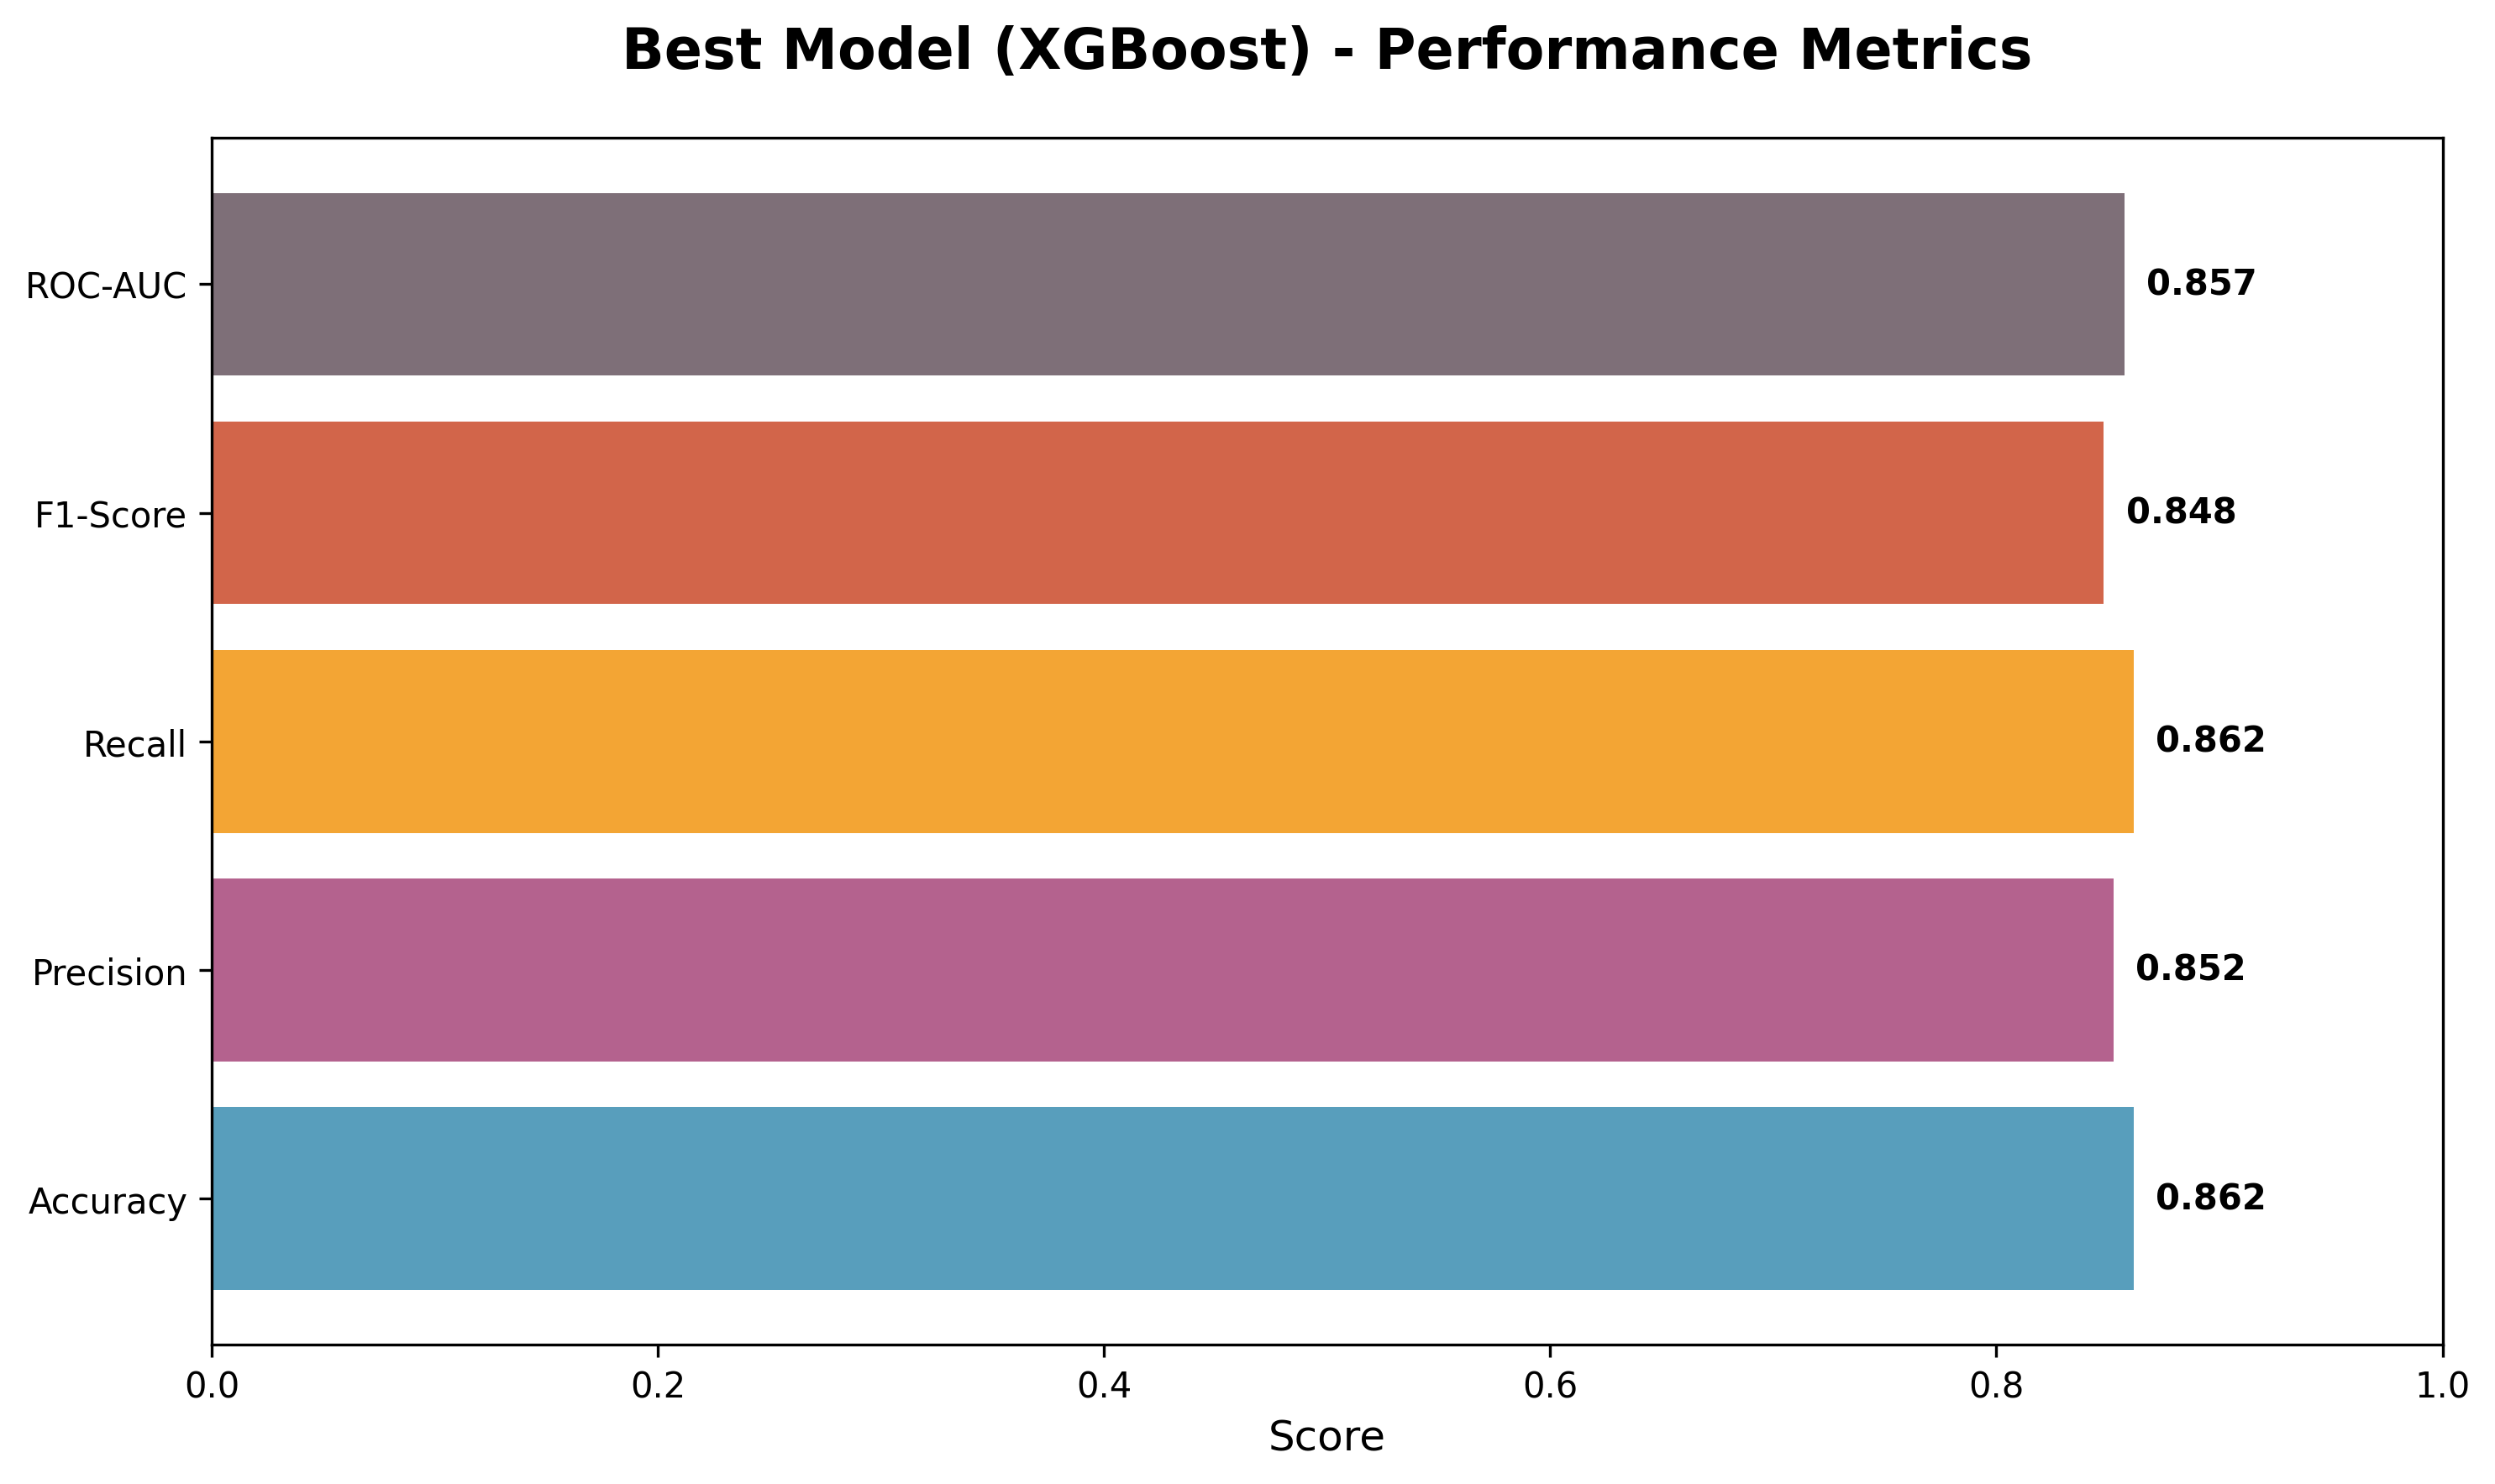 Best Model (XGBoost) - Performance Metrics
ROC-AUC
0.857
F1-Score
0.848
Recall
0.862
Precision
0.852
Accuracy
0.862
0.0
0.2
0.4
0.6
0.8
1.0
Score